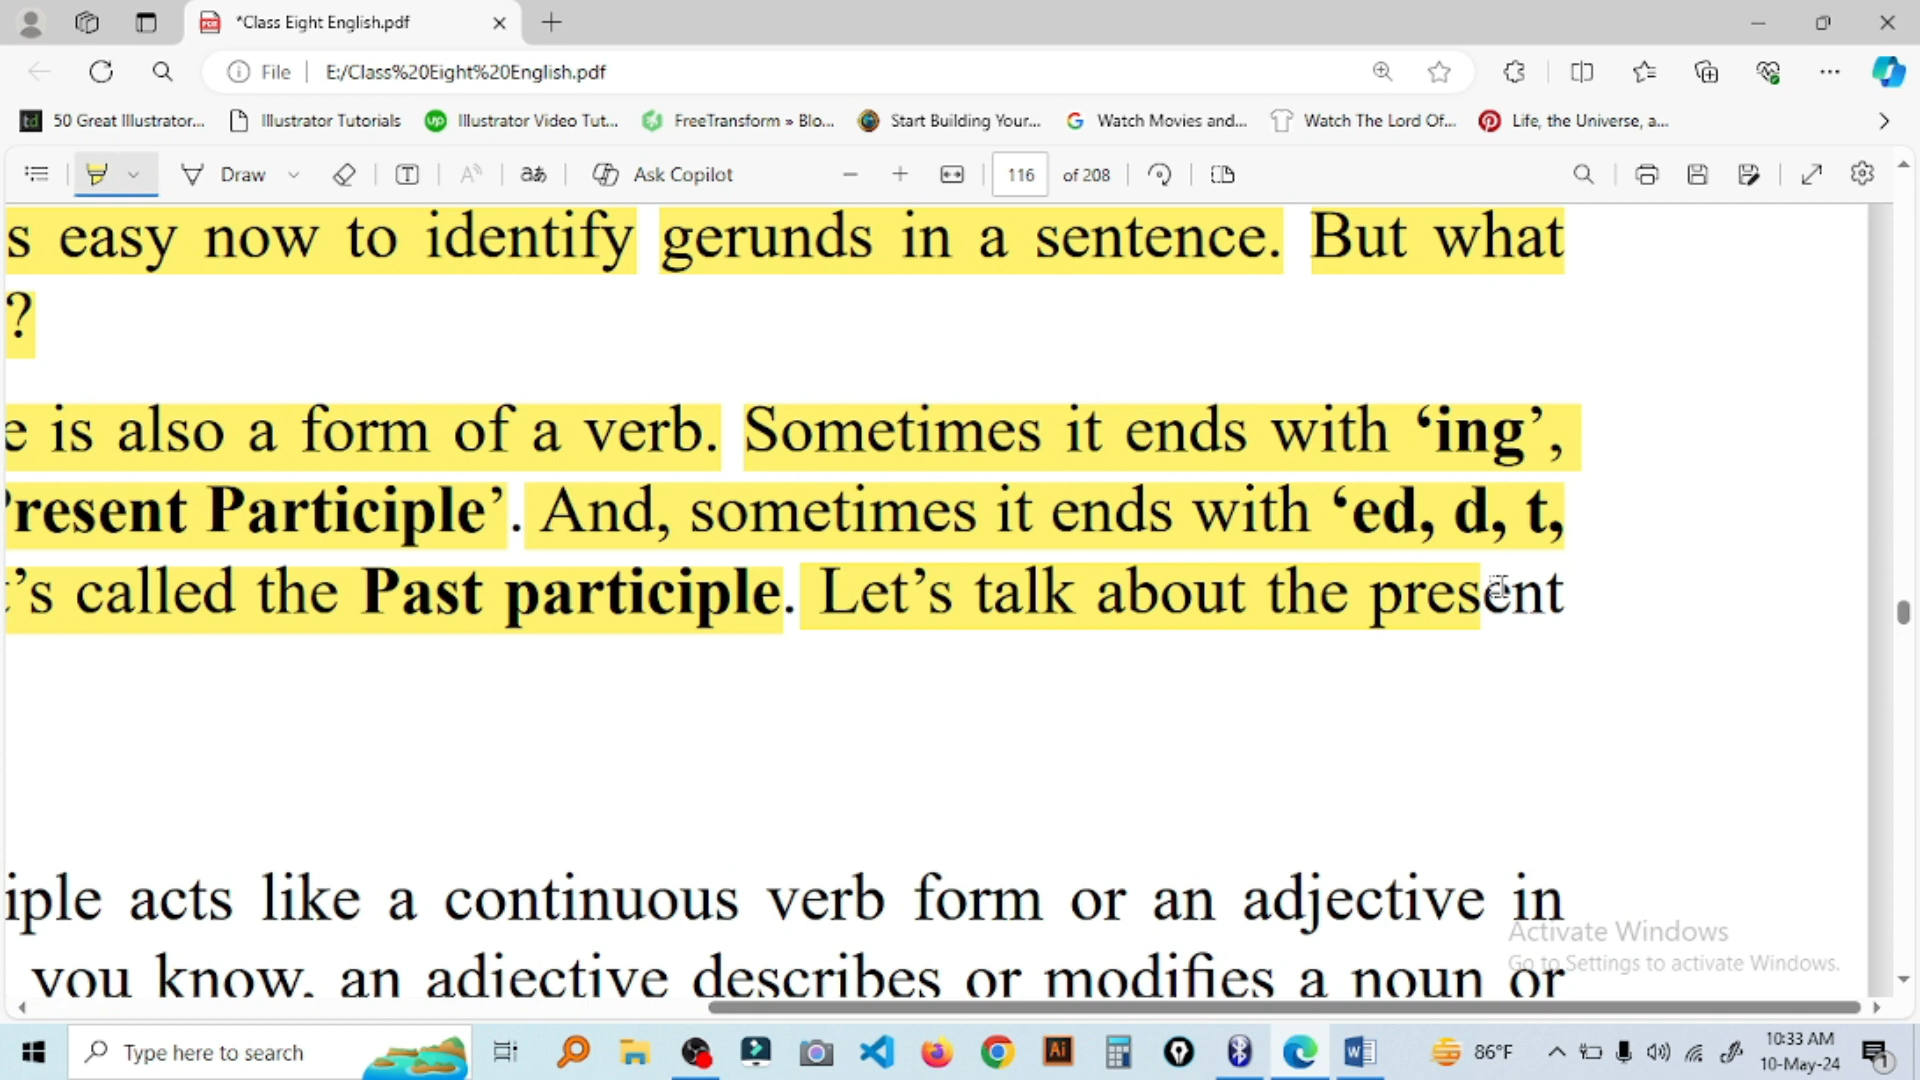 *Class Eight English.pdf
File E:/Class%20Eight%20English.pdf
50 Great Illustrator... Illustrator Tutorials Illustrator Video Tut... FreeTransform » Blo... Start Building Your... Watch Movies and... Watch The Lord Of... Life, the Universe, a...
Draw Ask Copilot 116 of 208
s easy now to identify gerunds in a sentence. But what
?
e is also a form of a verb. Sometimes it ends with ‘ing’,
Present Participle’. And, sometimes it ends with ‘ed, d, t,
t’s called the Past participle. Let’s talk about the present
iple acts like a continuous verb form or an adjective in
you know, an adjective describes or modifies a noun or
Activate Windows
Go to Settings to activate Windows.
Type here to search
86°F
10:33 AM
10-May-24